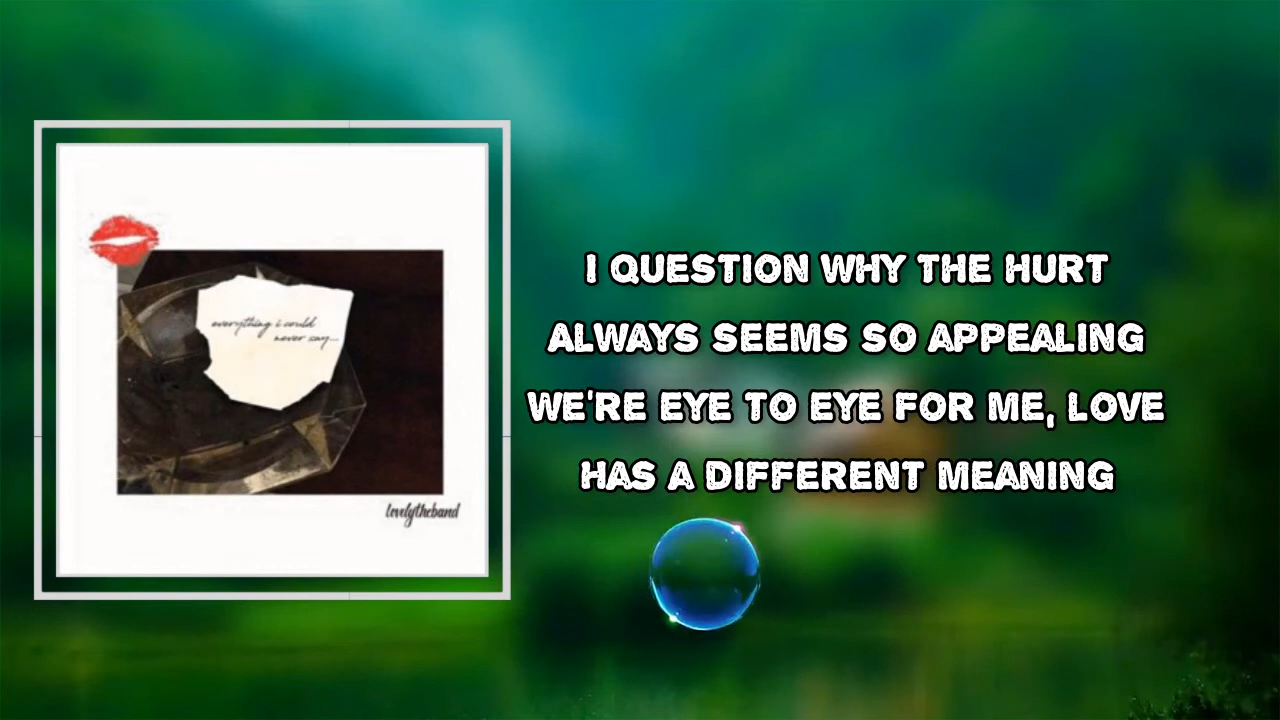 everything i could
never say...
lovelytheband
I QUESTION WHY THE HURT
ALWAYS SEEMS SO APPEALING
WE'RE EYE TO EYE FOR ME, LOVE
HAS A DIFFERENT MEANING